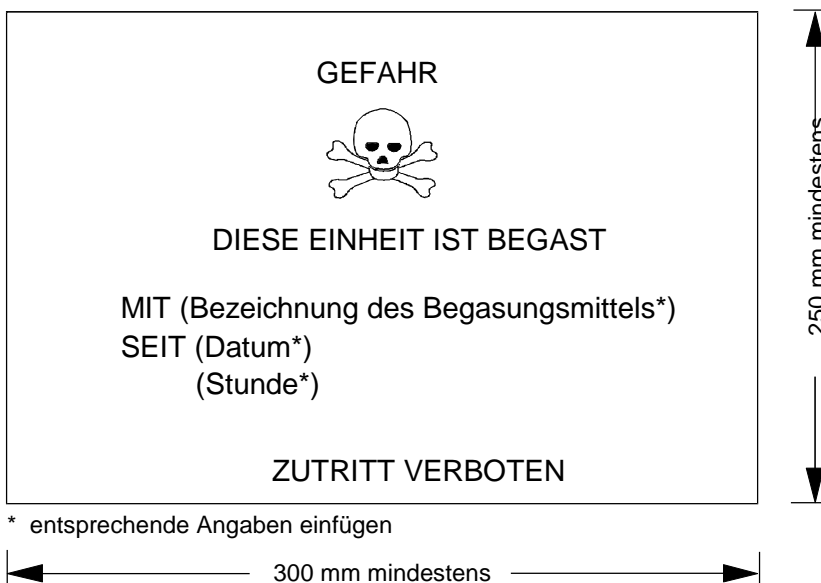 GEFAHR
DIESE EINHEIT IST BEGAST
MIT (Bezeichnung des Begasungsmittels*)
SEIT (Datum*)
(Stunde*)
ZUTRITT VERBOTEN
* entsprechende Angaben einfügen
300 mm mindestens
250 mm mindestens